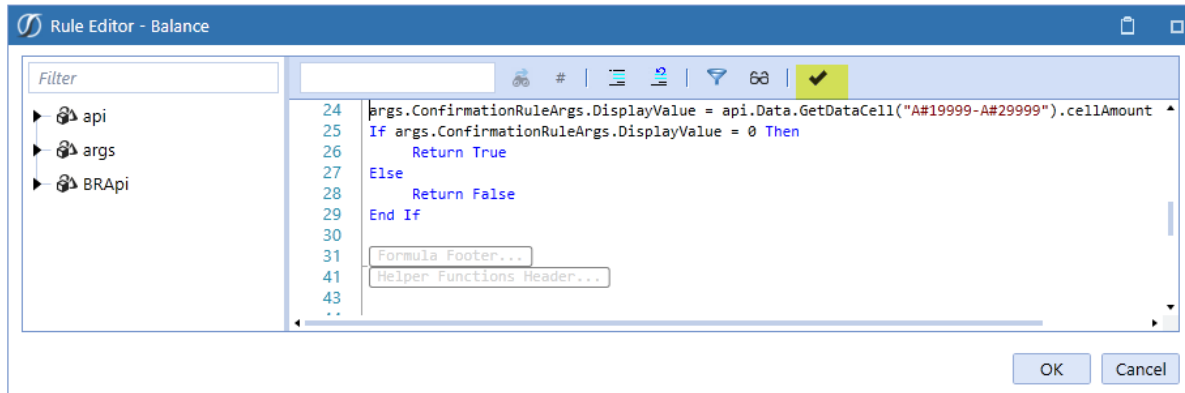 Rule Editor - Balance
Filter
api
args
BRApi
#
24 args.ConfirmationRuleArgs.DisplayValue = api.Data.GetDataCell("A#19999-A#29999").cellAmount
25 If args.ConfirmationRuleArgs.DisplayValue = 0 Then
26 Return True
27 Else
28 Return False
29 End If
30
31 Formula Footer...
41 Helper Functions Header...
43
OK Cancel